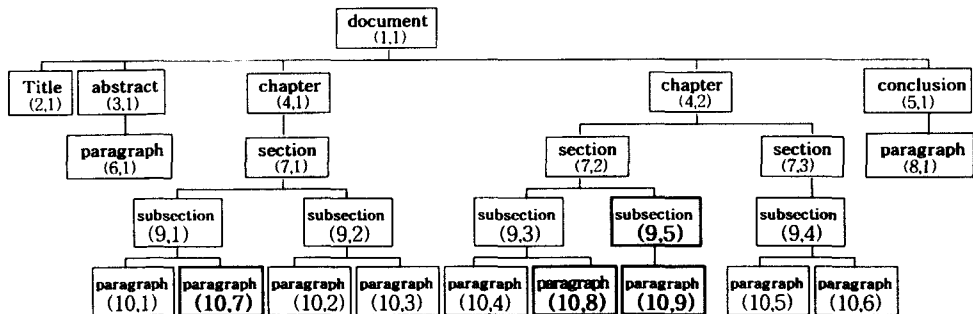 document
(1,1)
Title
(2,1)
abstract
(3,1)
chapter
(4,1)
chapter
(4,2)
conclusion
(5,1)
paragraph
(6,1)
section
(7,1)
section
(7,2)
section
(7,3)
paragraph
(8,1)
subsection
(9,1)
subsection
(9,2)
subsection
(9,3)
subsection
(9,5)
subsection
(9,4)
paragraph
(10,1)
paragraph
(10,7)
paragraph
(10,2)
paragraph
(10,3)
paragraph
(10,4)
paragraph
(10,8)
paragraph
(10,9)
paragraph
(10,5)
paragraph
(10,6)